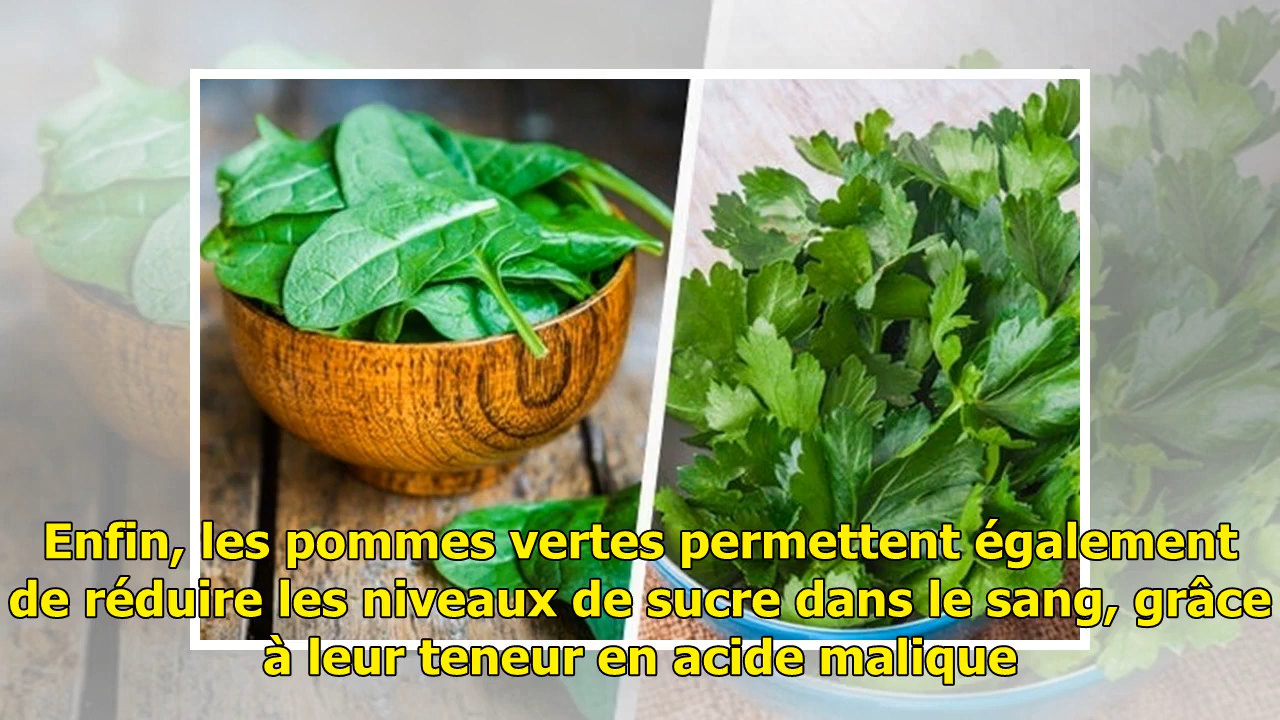 Enfin, les pommes vertes permettent également
de réduire les niveaux de sucre dans le sang, grâce
à leur teneur en acide malique